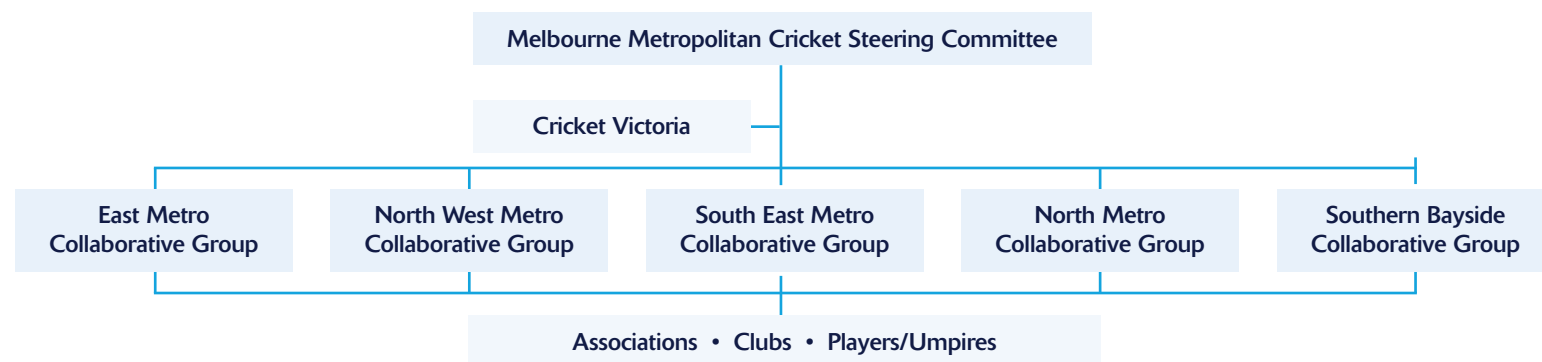 Melbourne Metropolitan Cricket Steering Committee
Cricket Victoria
East Metro
Collaborative Group
North West Metro
Collaborative Group
South East Metro
Collaborative Group
North Metro
Collaborative Group
Southern Bayside
Collaborative Group
Associations • Clubs • Players/Umpires